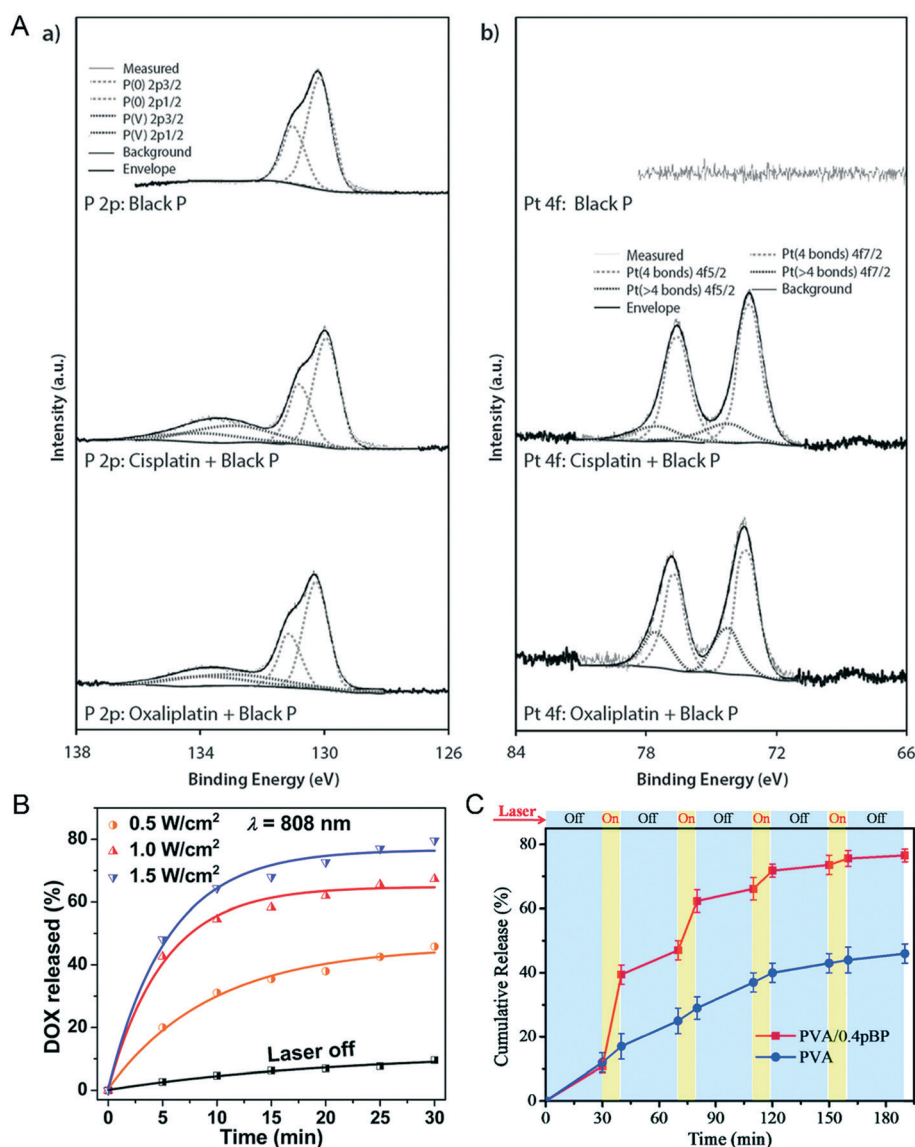 A
a)
Measured
P(0) 2p3/2
P(0) 2p1/2
P(V) 2p3/2
P(V) 2p1/2
Background
Envelope
P 2p: Black P
P 2p: Cisplatin + Black P
P 2p: Oxaliplatin + Black P
Intensity (a.u.)
138 134 130 126
Binding Energy (eV)
b)
Pt 4f: Black P
Measured Pt(4 bonds) 4f7/2
Pt(4 bonds) 4f5/2 Pt(>4 bonds) 4f7/2
Pt(>4 bonds) 4f5/2 Background
Envelope
Pt 4f: Cisplatin + Black P
Pt 4f: Oxaliplatin + Black P
Intensity (a.u.)
84 78 72 66
Binding Energy (eV)
B
0.5 W/cm² λ = 808 nm
1.0 W/cm²
1.5 W/cm²
Laser off
DOX released (%)
80
60
40
20
0
0 5 10 15 20 25 30
Time (min)
C
Laser Off On Off On Off On Off On Off
Cumulative Release (%)
80
60
40
20
0
PVA/0.4pBP
PVA
0 30 60 90 120 150 180
Time (min)